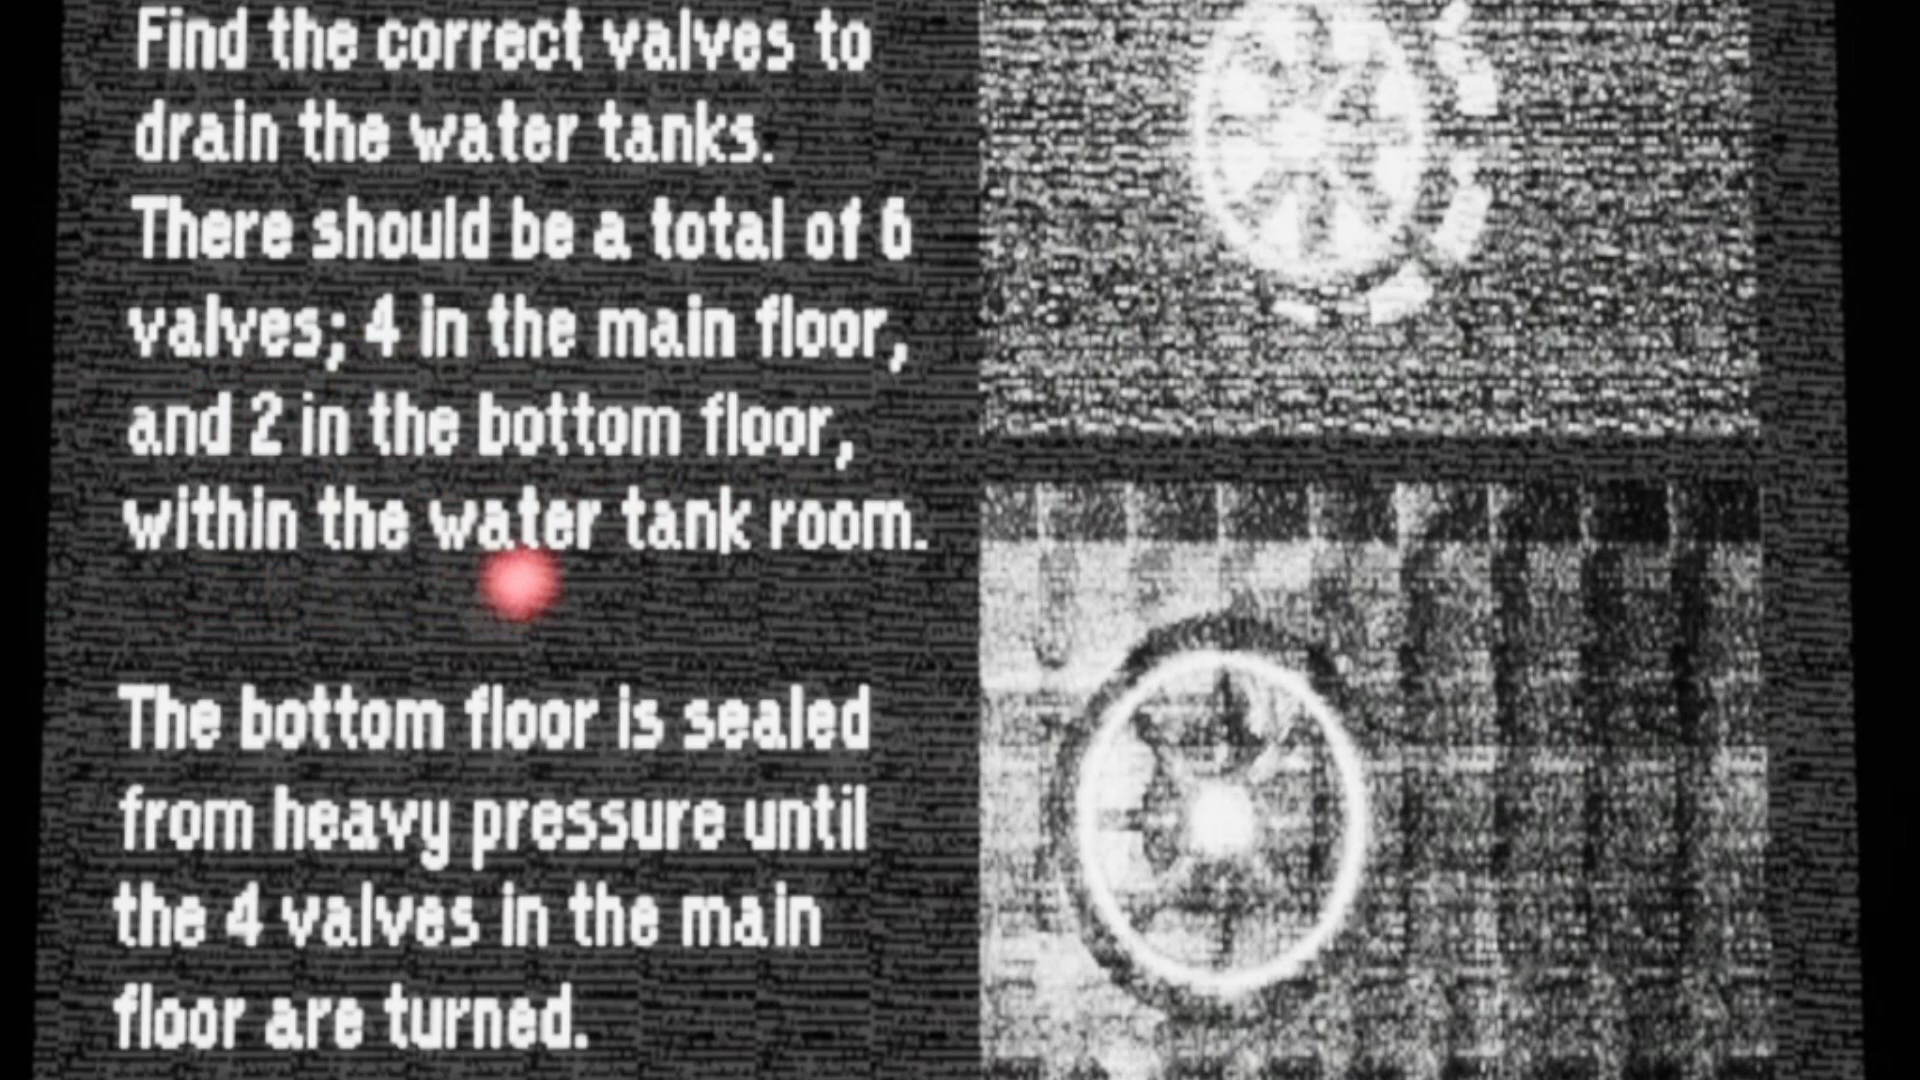 Find the correct valves to
drain the water tanks.
There should be a total of 6
valves; 4 in the main floor,
and 2 in the bottom floor,
within the water tank room.
The bottom floor is sealed
from heavy pressure until
the 4 valves in the main
floor are turned.